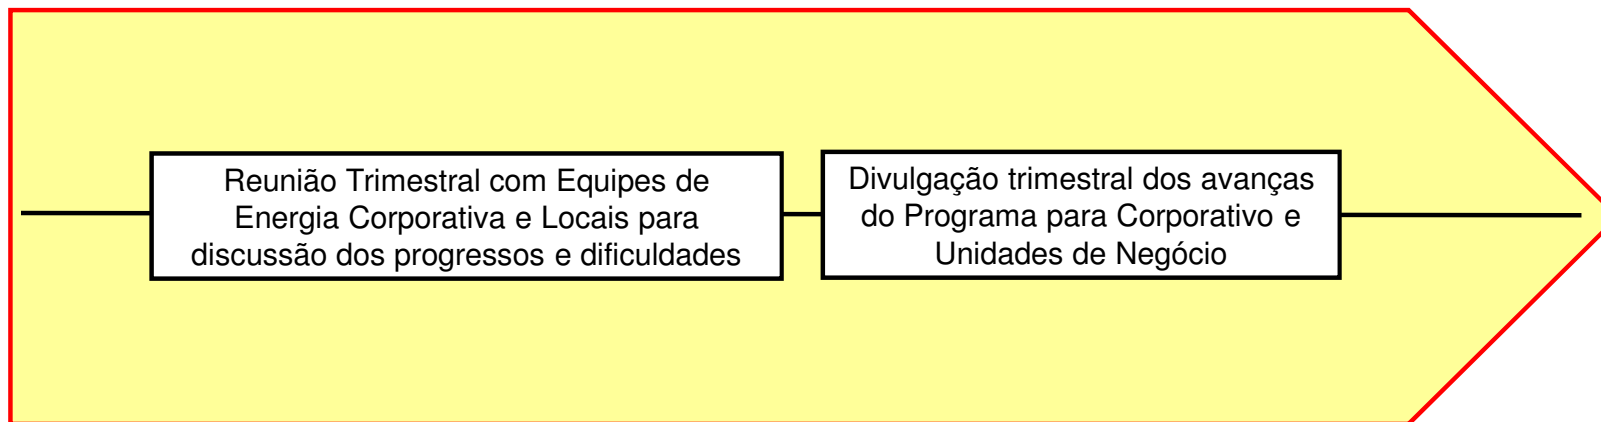 Reunião Trimestral com Equipes de
Energia Corporativa e Locais para
discussão dos progressos e dificuldades
Divulgação trimestral dos avanças
do Programa para Corporativo e
Unidades de Negócio